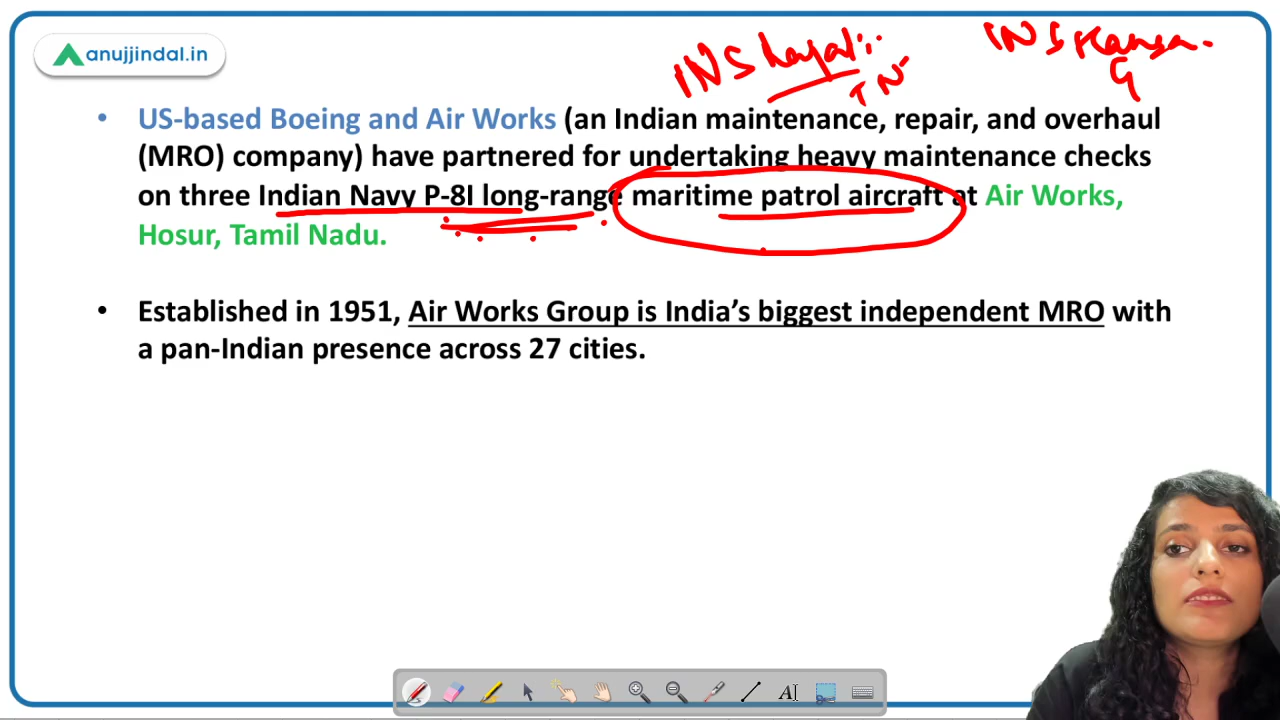 anujjindal.in
INS
INS
TN
G
• US-based Boeing and Air Works (an Indian maintenance, repair, and overhaul
(MRO) company) have partnered for undertaking heavy maintenance checks
on three Indian Navy P-8I long-range maritime patrol aircraft at Air Works,
Hosur, Tamil Nadu.
• Established in 1951, Air Works Group is India’s biggest independent MRO with
a pan-Indian presence across 27 cities.
A